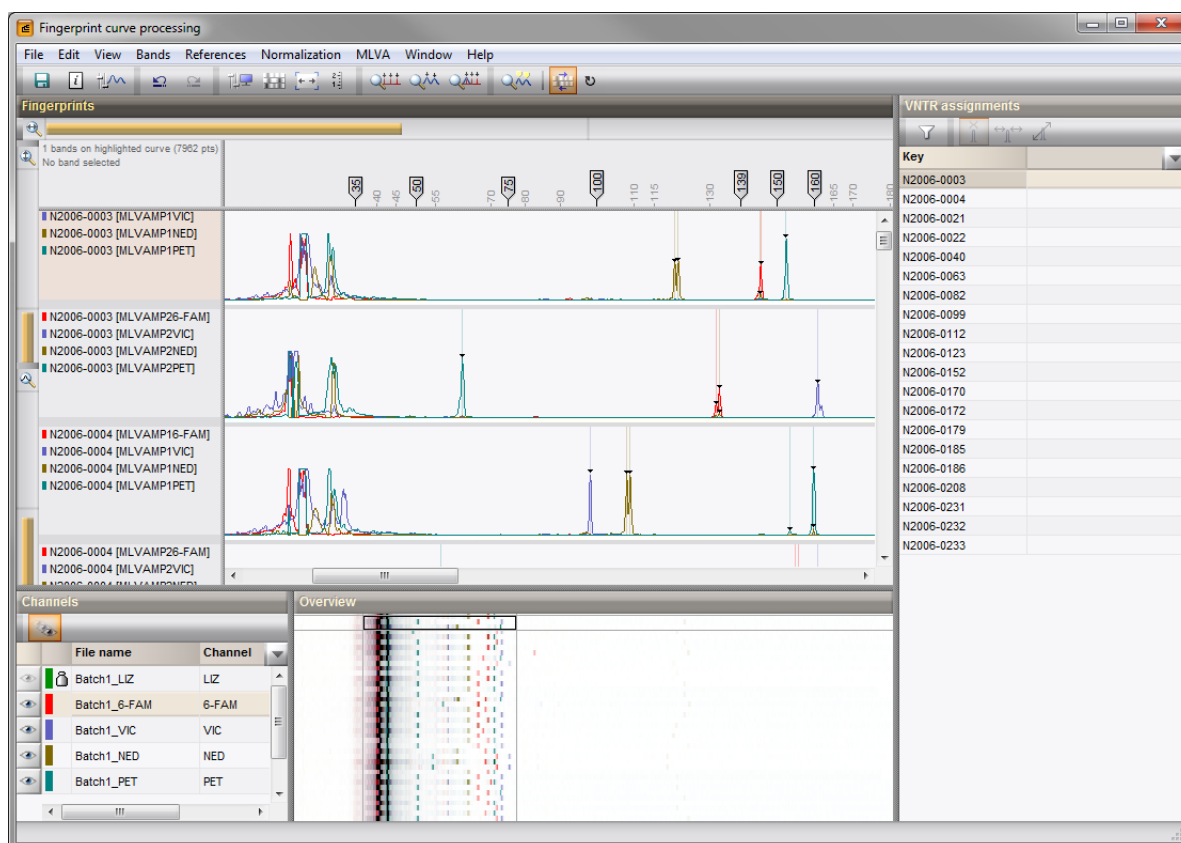 Fingerprint curve processing
File Edit View Bands References Normalization MLVA Window Help
Fingerprints
1 bands on highlighted curve (7962 pts)
No band selected
35 -40 -45 50 -55 -70 75 -80 -90 100 -110 -115 -130 139 150 160 -165 -170 -180
N2006-0003 [MLVAMP1VIC]
N2006-0003 [MLVAMP1NED]
N2006-0003 [MLVAMP1PET]
N2006-0003 [MLVAMP26-FAM]
N2006-0003 [MLVAMP2VIC]
N2006-0003 [MLVAMP2NED]
N2006-0003 [MLVAMP2PET]
N2006-0004 [MLVAMP16-FAM]
N2006-0004 [MLVAMP1VIC]
N2006-0004 [MLVAMP1NED]
N2006-0004 [MLVAMP1PET]
N2006-0004 [MLVAMP26-FAM]
N2006-0004 [MLVAMP2VIC]
N2006-0004 [MLVAMP2NED]
VNTR assignments
Key
N2006-0003
N2006-0004
N2006-0021
N2006-0022
N2006-0040
N2006-0063
N2006-0082
N2006-0099
N2006-0112
N2006-0123
N2006-0152
N2006-0170
N2006-0172
N2006-0179
N2006-0185
N2006-0186
N2006-0208
N2006-0231
N2006-0232
N2006-0233
Channels
File name Channel
Batch1_LIZ LIZ
Batch1_6-FAM 6-FAM
Batch1_VIC VIC
Batch1_NED NED
Batch1_PET PET
Overview